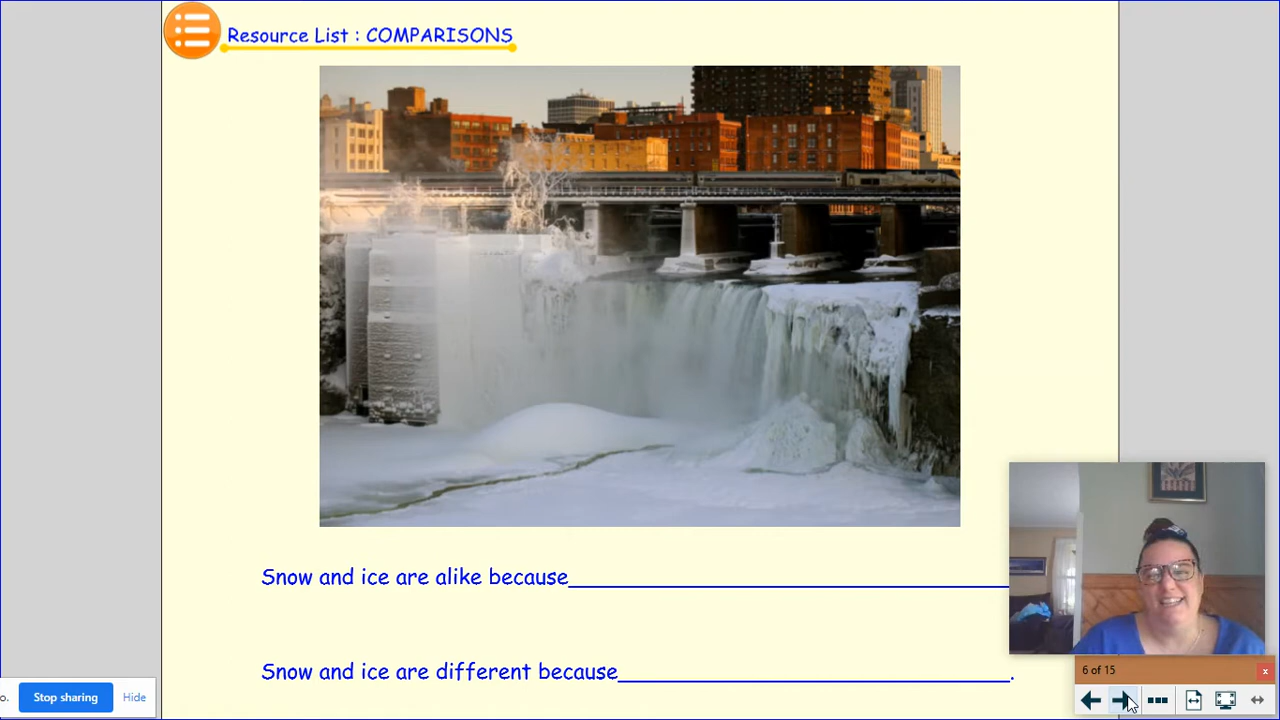 Resource List : COMPARISONS
Snow and ice are alike because
Snow and ice are different because .
6 of 15
x
o.
Stop sharing
Hide